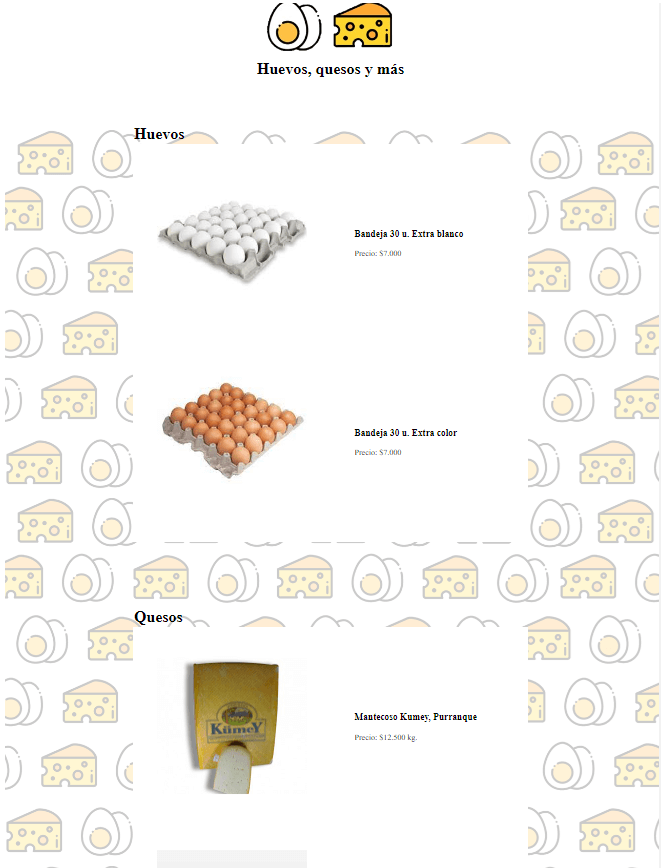 Huevos, quesos y más
Huevos
Bandeja 30 u. Extra blanco
Precio: $7.000
Bandeja 30 u. Extra color
Precio: $7.000
Quesos
KümeY
Mantecoso Kumey, Purranque
Precio: $12.500 kg.